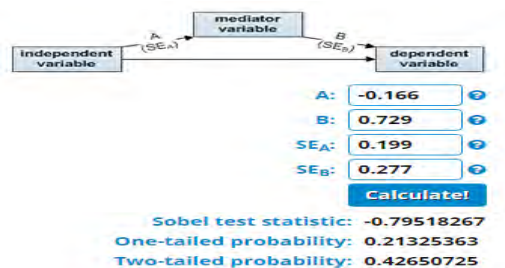 mediator
variable
A
(SEA)
B
(SEB)
independent
variable
dependent
variable
A: -0.166 ?
B: 0.729 ?
SEA: 0.199 ?
SEB: 0.277 ?
Calculate!
Sobel test statistic: -0.79518267
One-tailed probability: 0.21325363
Two-tailed probability: 0.42650725